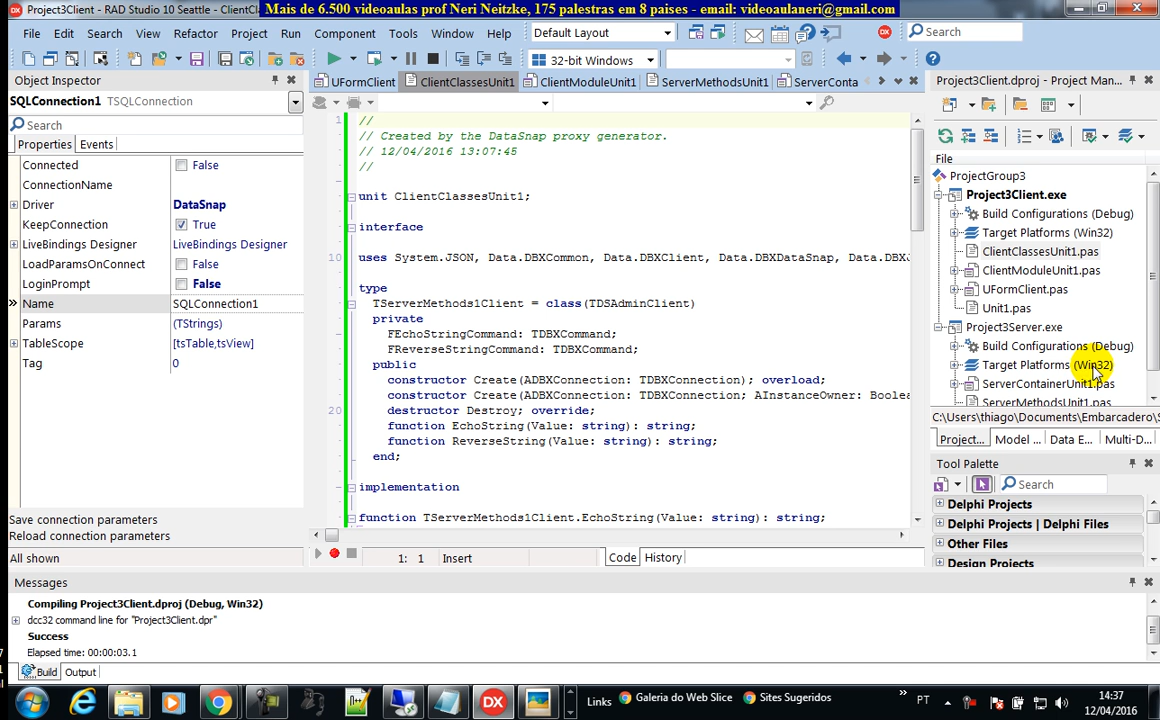 Project3Client - RAD Studio 10 Seattle - ClientCla
Mais de 6.500 videoaulas prof Neri Neitzke, 175 palestras em 8 paises - email: videoaulaneri@gmail.com
File Edit Search View Refactor Project Run Component Tools Window Help
Default Layout
Search
32-bit Windows
Object Inspector
SQLConnection1 TSQLConnection
Search
Properties Events
Connected False
ConnectionName
Driver DataSnap
KeepConnection True
LiveBindings Designer LiveBindings Designer
LoadParamsOnConnect False
LoginPrompt False
Name SQLConnection1
Params (TStrings)
TableScope [tsTable,tsView]
Tag 0
Save connection parameters
Reload connection parameters
All shown
UFormClient ClientClassesUnit1 ClientModuleUnit1 ServerMethodsUnit1 ServerConta
1 //
// Created by the DataSnap proxy generator.
// 12/04/2016 13:07:45
//
unit ClientClassesUnit1;
interface
10 uses System.JSON, Data.DBXCommon, Data.DBXClient, Data.DBXDataSnap, Data.DBXJ
type
TServerMethods1Client = class(TDSAdminClient)
private
FEchoStringCommand: TDBXCommand;
FReverseStringCommand: TDBXCommand;
public
constructor Create(ADBXConnection: TDBXConnection); overload;
constructor Create(ADBXConnection: TDBXConnection; AInstanceOwner: Boolea
20 destructor Destroy; override;
function EchoString(Value: string): string;
function ReverseString(Value: string): string;
end;
implementation
function TServerMethods1Client.EchoString(Value: string): string;
1: 1 Insert
Code History
Project3Client.dproj - Project Man...
File
ProjectGroup3
Project3Client.exe
Build Configurations (Debug)
Target Platforms (Win32)
ClientClassesUnit1.pas
ClientModuleUnit1.pas
UFormClient.pas
Unit1.pas
Project3Server.exe
Build Configurations (Debug)
Target Platforms (Win32)
ServerContainerUnit1.pas
ServerMethodsUnit1.pas
C:\Users\thiago\Documents\Embarcadero\S
Project... Model ... Data E... Multi-D...
Tool Palette
Search
Delphi Projects
Delphi Projects | Delphi Files
Other Files
Design Projects
Messages
Compiling Project3Client.dproj (Debug, Win32)
dcc32 command line for "Project3Client.dpr"
Success
Elapsed time: 00:00:03.1
Build Output
Links Galeria do Web Slice Sites Sugeridos
PT
14:37
12/04/2016